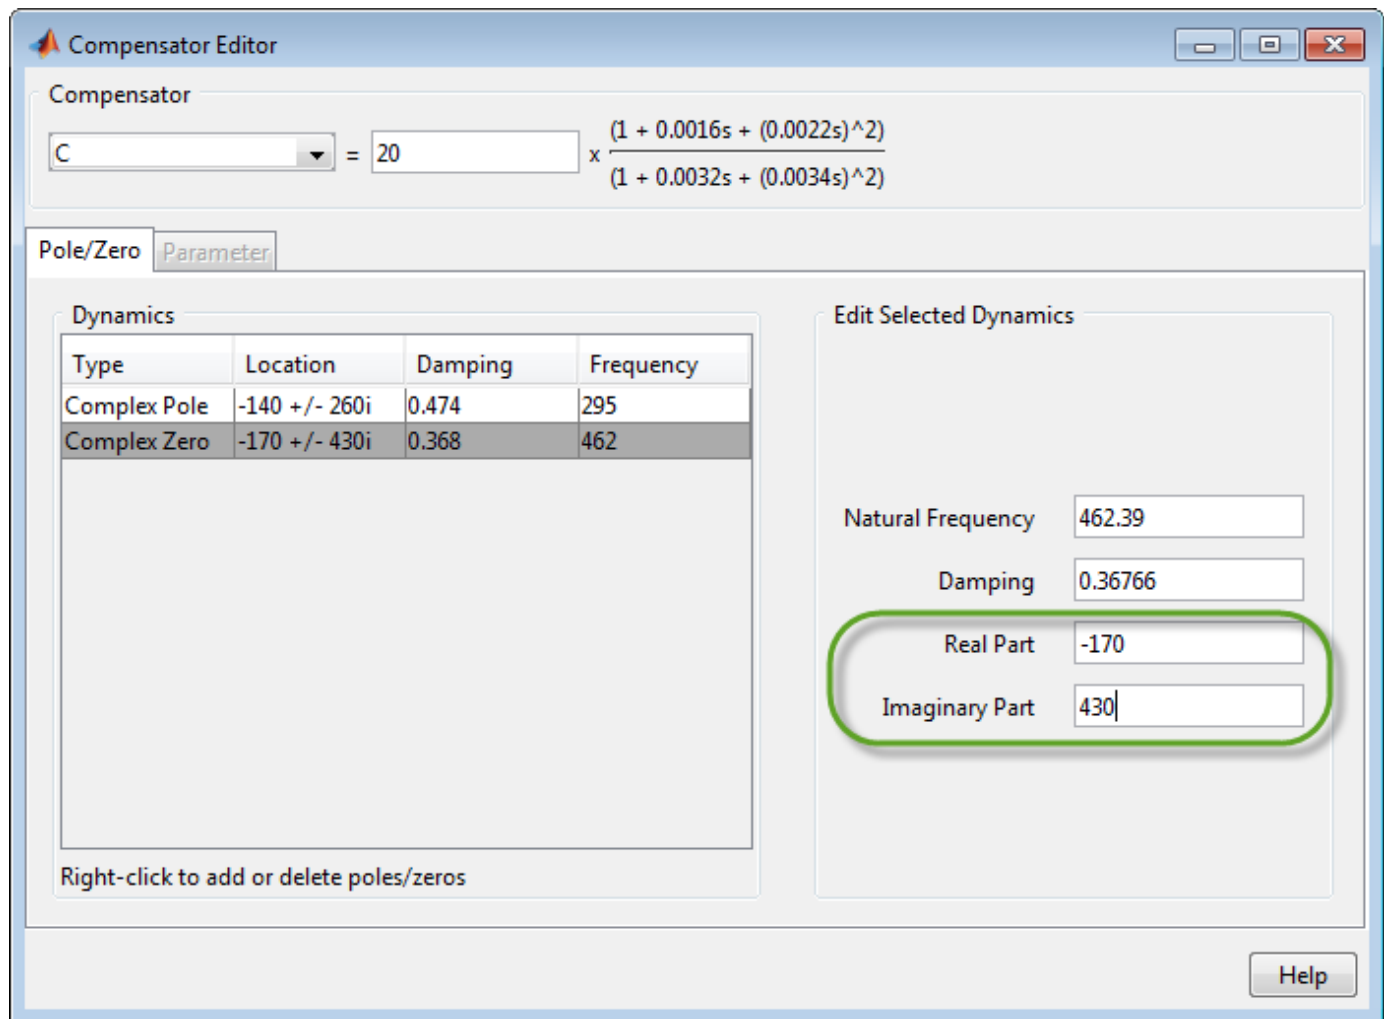 Compensator Editor
Compensator
C = 20 x (1 + 0.0016s + (0.0022s)^2)
(1 + 0.0032s + (0.0034s)^2)
Pole/Zero Parameter
Dynamics
Type Location Damping Frequency
Complex Pole -140 +/- 260i 0.474 295
Complex Zero -170 +/- 430i 0.368 462
Right-click to add or delete poles/zeros
Edit Selected Dynamics
Natural Frequency 462.39
Damping 0.36766
Real Part -170
Imaginary Part 430
Help